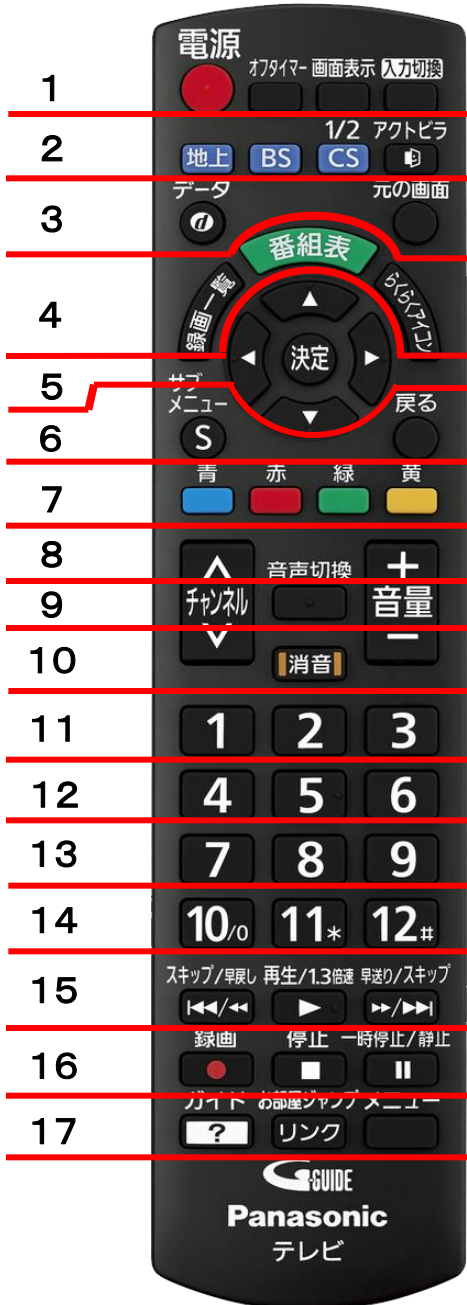 電源
オフタイマー 画面表示 入力切換
1
1/2 アクトビラ
2
地上 BS CS
データ 元の画面
3
d
番組表
録画一覧 らくらくアイコン
4
決定
5
サブ
メニュー 戻る
6
S
青 赤 緑 黄
7
8
音声切換 +
9
チャンネル 音量
−
10
消音
11
1 2 3
12
4 5 6
13
7 8 9
14
10/0 11* 12#
スキップ/早戻し 再生/1.3倍速 早送り/スキップ
15
録画 停止 一時停止/静止
16
ガイド お部屋ジャンプ メニュー
17
? リンク
G-GUIDE
Panasonic
テレビ